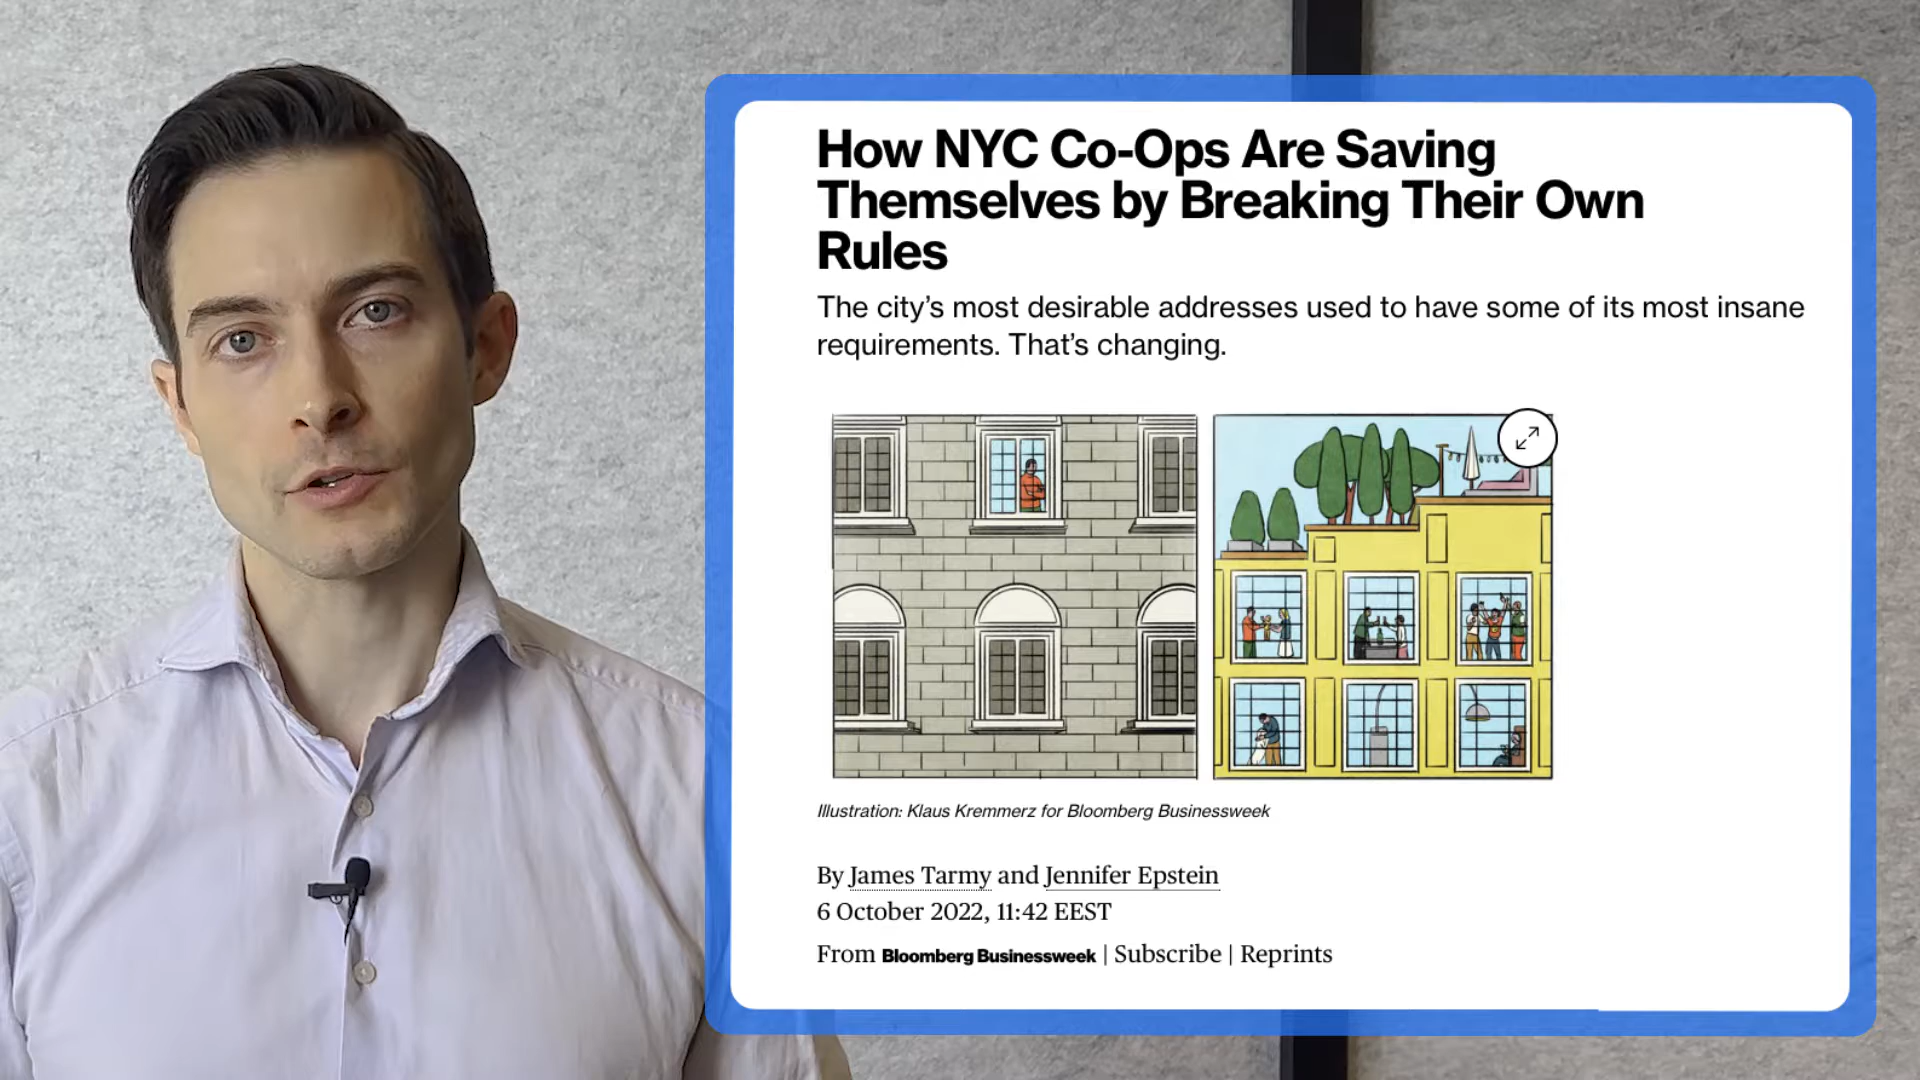 How NYC Co-Ops Are Saving
Themselves by Breaking Their Own
Rules
The city’s most desirable addresses used to have some of its most insane
requirements. That’s changing.
Illustration: Klaus Kremmerz for Bloomberg Businessweek
By James Tarmy and Jennifer Epstein
6 October 2022, 11:42 EEST
From Bloomberg Businessweek | Subscribe | Reprints